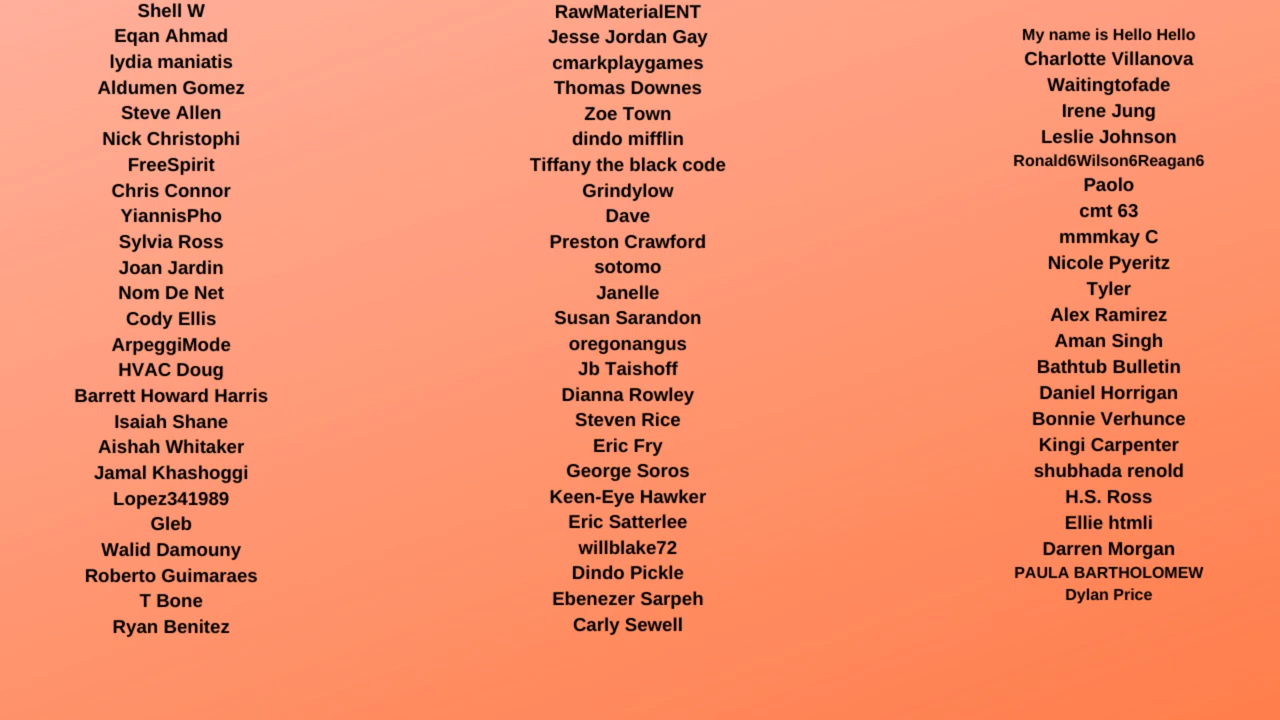 Shell W
Eqan Ahmad
lydia maniatis
Aldumen Gomez
Steve Allen
Nick Christophi
FreeSpirit
Chris Connor
YiannisPho
Sylvia Ross
Joan Jardin
Nom De Net
Cody Ellis
ArpeggiMode
HVAC Doug
Barrett Howard Harris
Isaiah Shane
Aishah Whitaker
Jamal Khashoggi
Lopez341989
Gleb
Walid Damouny
Roberto Guimaraes
T Bone
Ryan Benitez
RawMaterialENT
Jesse Jordan Gay
cmarkplaygames
Thomas Downes
Zoe Town
dindo mifflin
Tiffany the black code
Grindylow
Dave
Preston Crawford
sotomo
Janelle
Susan Sarandon
oregonangus
Jb Taishoff
Dianna Rowley
Steven Rice
Eric Fry
George Soros
Keen-Eye Hawker
Eric Satterlee
willblake72
Dindo Pickle
Ebenezer Sarpeh
Carly Sewell
My name is Hello Hello
Charlotte Villanova
Waitingtofade
Irene Jung
Leslie Johnson
Ronald6Wilson6Reagan6
Paolo
cmt 63
mmmkay C
Nicole Pyeritz
Tyler
Alex Ramirez
Aman Singh
Bathtub Bulletin
Daniel Horrigan
Bonnie Verhunce
Kingi Carpenter
shubhada renold
H.S. Ross
Ellie htmli
Darren Morgan
PAULA BARTHOLOMEW
Dylan Price